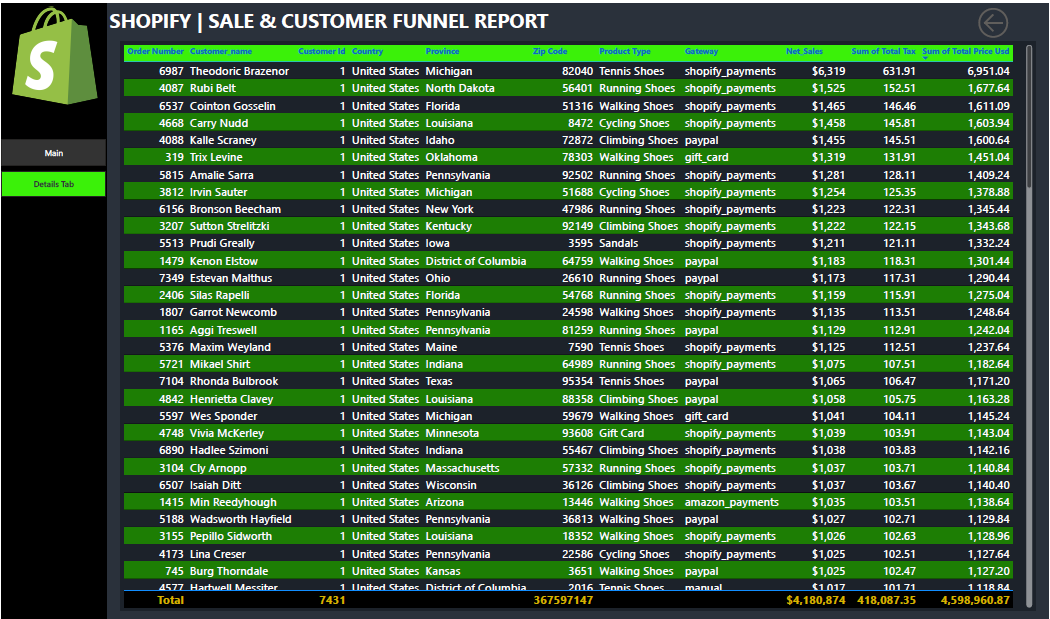 SHOPIFY | SALE & CUSTOMER FUNNEL REPORT
S
Main
Details Tab
Order Number Customer_name Customer Id Country Province Zip Code Product Type Gateway Net_Sales Sum of Total Tax Sum of Total Price Usd
6987 Theodoric Brazenor 1 United States Michigan 82040 Tennis Shoes shopify_payments $6,319 631.91 6,951.04
4087 Rubi Belt 1 United States North Dakota 56401 Running Shoes shopify_payments $1,525 152.51 1,677.64
6537 Cointon Gosselin 1 United States Florida 51316 Walking Shoes shopify_payments $1,465 146.46 1,611.09
4668 Carry Nudd 1 United States Louisiana 8472 Cycling Shoes shopify_payments $1,458 145.81 1,603.94
4088 Kalle Scraney 1 United States Idaho 72872 Climbing Shoes paypal $1,455 145.51 1,600.64
319 Trix Levine 1 United States Oklahoma 78303 Walking Shoes gift_card $1,319 131.91 1,451.04
5815 Amalie Sarra 1 United States Pennsylvania 92502 Running Shoes shopify_payments $1,281 128.11 1,409.24
3812 Irvin Sauter 1 United States Michigan 51688 Cycling Shoes shopify_payments $1,254 125.35 1,378.88
6156 Bronson Beecham 1 United States New York 47986 Running Shoes shopify_payments $1,223 122.31 1,345.44
3207 Sutton Strelitzki 1 United States Kentucky 92149 Climbing Shoes shopify_payments $1,222 122.15 1,343.68
5513 Prudi Greally 1 United States Iowa 3595 Sandals shopify_payments $1,211 121.11 1,332.24
1479 Kenon Elstow 1 United States District of Columbia 64759 Walking Shoes paypal $1,183 118.31 1,301.44
7349 Estevan Malthus 1 United States Ohio 26610 Running Shoes paypal $1,173 117.31 1,290.44
2406 Silas Rapelli 1 United States Florida 54768 Running Shoes shopify_payments $1,159 115.91 1,275.04
1807 Garrot Newcomb 1 United States Pennsylvania 24598 Walking Shoes shopify_payments $1,135 113.51 1,248.64
1165 Aggi Treswell 1 United States Pennsylvania 81259 Running Shoes paypal $1,129 112.91 1,242.04
5376 Maxim Weyland 1 United States Maine 7590 Tennis Shoes shopify_payments $1,125 112.51 1,237.64
5721 Mikael Shirt 1 United States Indiana 64989 Running Shoes shopify_payments $1,075 107.51 1,182.64
7104 Rhonda Bulbrook 1 United States Texas 95354 Tennis Shoes paypal $1,065 106.47 1,171.20
4842 Henrietta Clavey 1 United States Louisiana 88358 Climbing Shoes paypal $1,058 105.75 1,163.28
5597 Wes Sponder 1 United States Michigan 59679 Walking Shoes gift_card $1,041 104.11 1,145.24
4748 Vivia McKerley 1 United States Minnesota 93608 Gift Card shopify_payments $1,039 103.91 1,143.04
6890 Hadlee Szimoni 1 United States Indiana 55467 Climbing Shoes shopify_payments $1,038 103.83 1,142.16
3104 Cly Arnopp 1 United States Massachusetts 57332 Running Shoes shopify_payments $1,037 103.71 1,140.84
6507 Isaiah Ditt 1 United States Wisconsin 36126 Climbing Shoes shopify_payments $1,037 103.67 1,140.40
1415 Min Reedyhough 1 United States Arizona 13446 Walking Shoes amazon_payments $1,035 103.51 1,138.64
5188 Wadsworth Hayfield 1 United States Pennsylvania 36813 Walking Shoes paypal $1,027 102.71 1,129.84
3155 Pepillo Sidworth 1 United States Louisiana 18352 Walking Shoes shopify_payments $1,026 102.63 1,128.96
4173 Lina Creser 1 United States Pennsylvania 22586 Cycling Shoes shopify_payments $1,025 102.51 1,127.64
745 Burg Thorndale 1 United States Kansas 3651 Walking Shoes paypal $1,025 102.47 1,127.20
4577 Hartwell Messiter 1 United States District of Columbia 2016 Tennis Shoes manual $1,017 101.71 1,118.84
Total 7431 367597147 $4,180,874 418,087.35 4,598,960.87